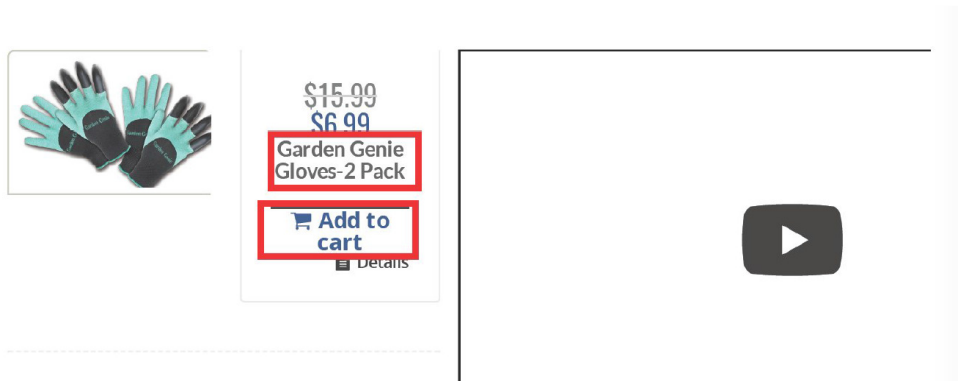 $15.99
$6.99
Garden Genie
Gloves-2 Pack
Add to
cart
Details